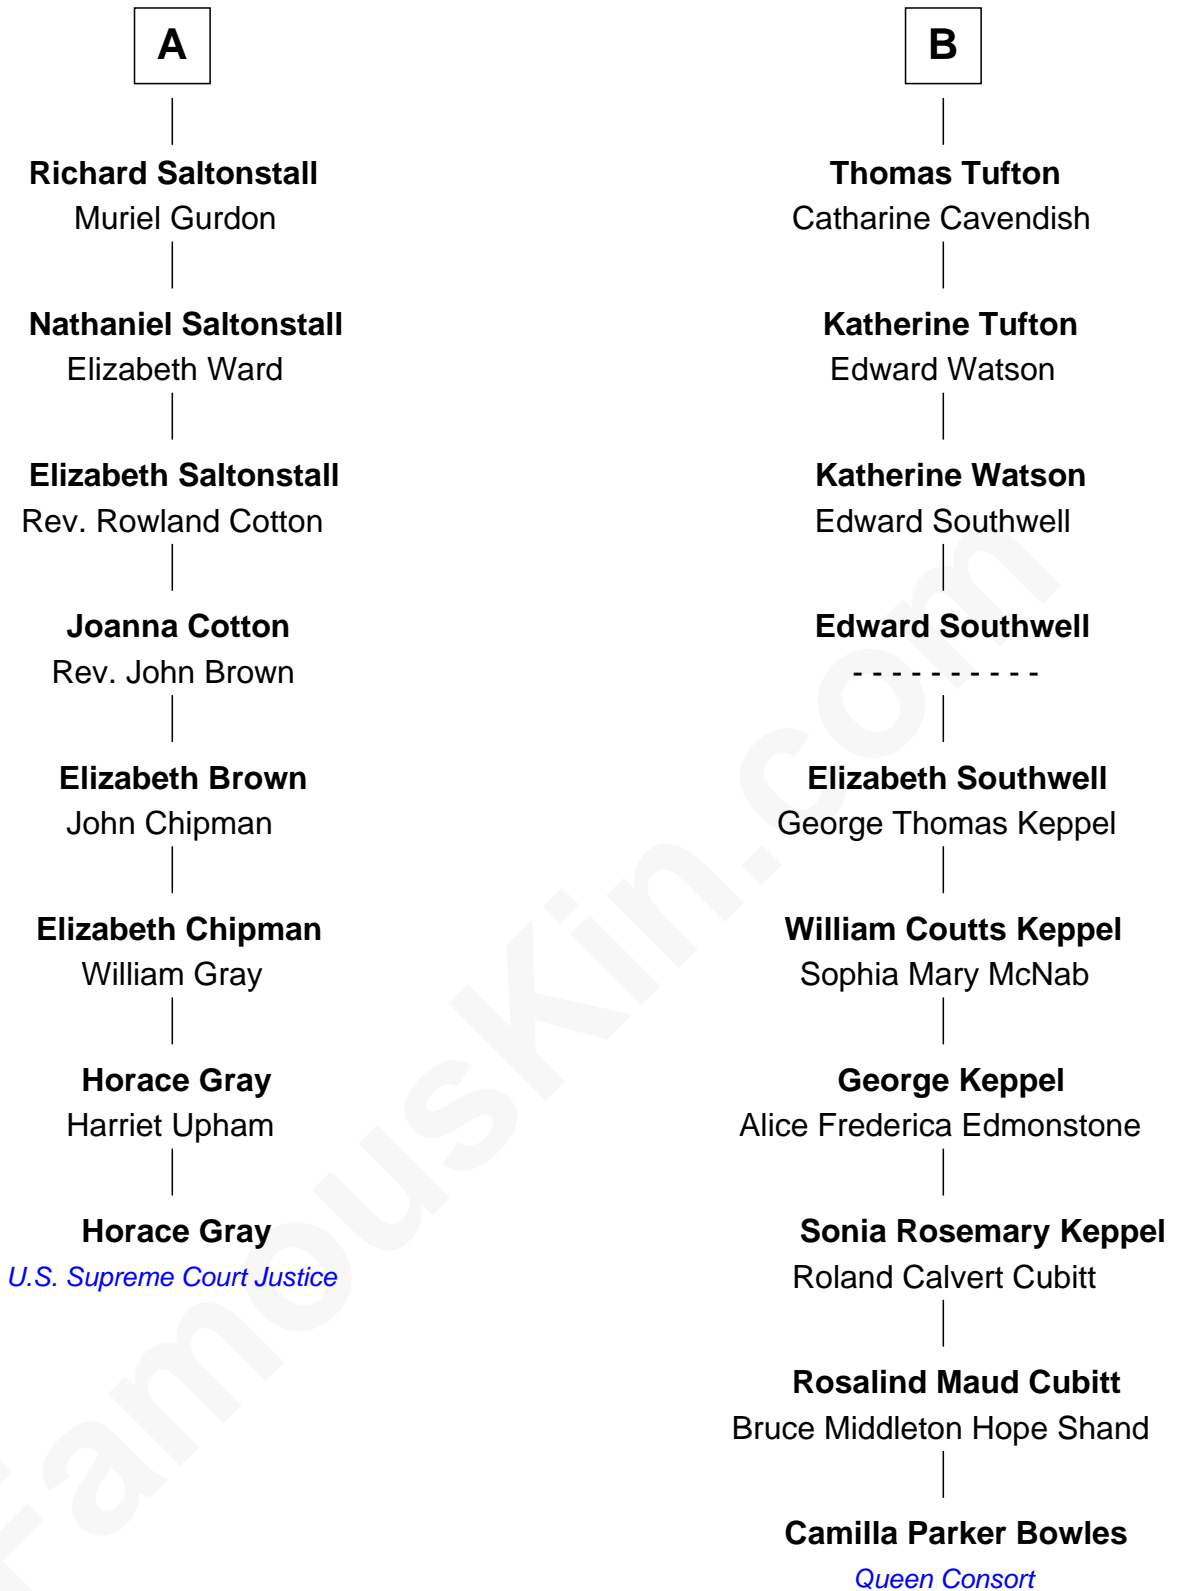 A
Richard Saltonstall
Muriel Gurdon
Nathaniel Saltonstall
Elizabeth Ward
Elizabeth Saltonstall
Rev. Rowland Cotton
Joanna Cotton
Rev. John Brown
Elizabeth Brown
John Chipman
Elizabeth Chipman
William Gray
Horace Gray
Harriet Upham
Horace Gray
U.S. Supreme Court Justice
B
Thomas Tufton
Catharine Cavendish
Katherine Tufton
Edward Watson
Katherine Watson
Edward Southwell
Edward Southwell
- - - - - - - - - -
Elizabeth Southwell
George Thomas Keppel
William Coutts Keppel
Sophia Mary McNab
George Keppel
Alice Frederica Edmonstone
Sonia Rosemary Keppel
Roland Calvert Cubitt
Rosalind Maud Cubitt
Bruce Middleton Hope Shand
Camilla Parker Bowles
Queen Consort
FamousKin.com